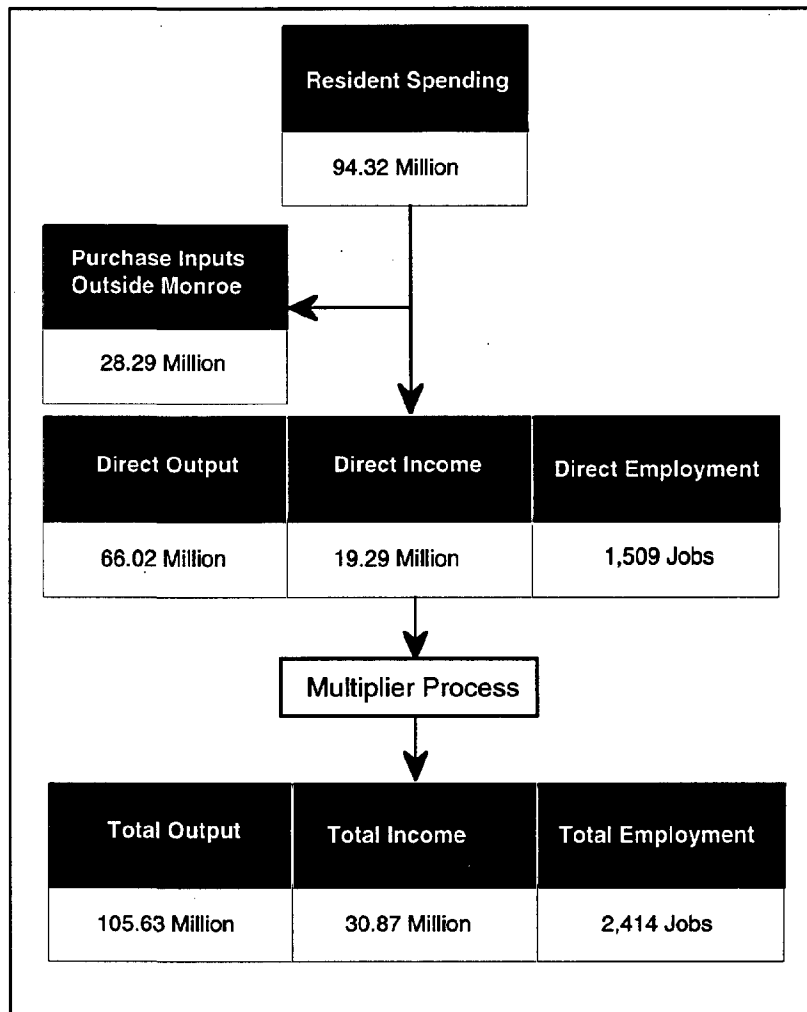 Resident Spending
94.32 Million
Purchase Inputs
Outside Monroe
28.29 Million
Direct Output
Direct Income
Direct Employment
66.02 Million
19.29 Million
1,509 Jobs
Multiplier Process
Total Output
Total Income
Total Employment
105.63 Million
30.87 Million
2,414 Jobs